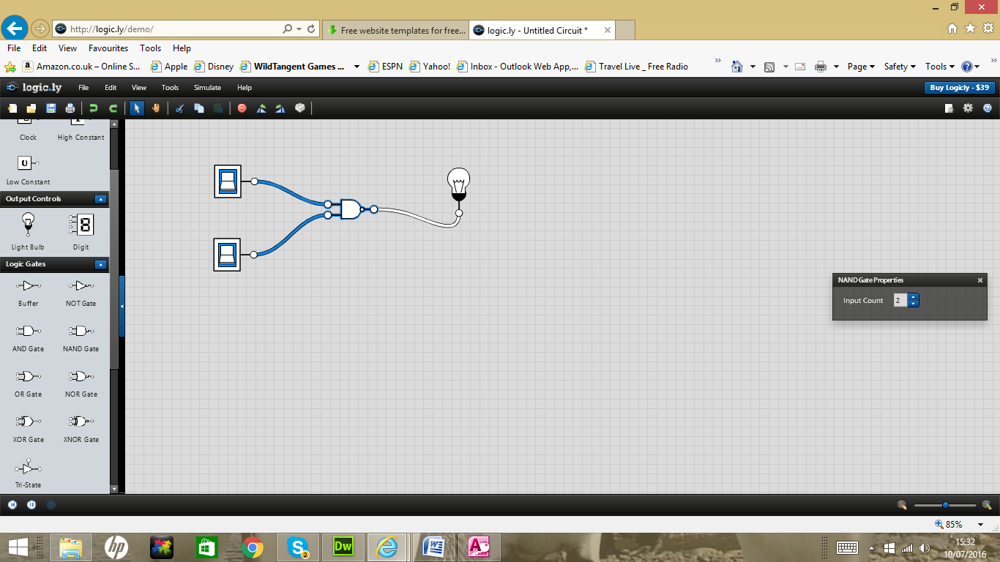 http://logic.ly/demo/
Free website templates for free...
logic.ly - Untitled Circuit *
File Edit View Favourites Tools Help
Amazon.co.uk – Online S... Apple Disney WildTangent Games ... ESPN Yahoo! Inbox - Outlook Web App,... Travel Live _ Free Radio
Page Safety Tools
logic.ly File Edit View Tools Simulate Help Buy Logicly - $39
Clock High Constant
Low Constant
Output Controls
Light Bulb Digit
Logic Gates
Buffer NOT Gate
AND Gate NAND Gate
OR Gate NOR Gate
XOR Gate XNOR Gate
Tri-State
NAND Gate Properties
Input Count 2
85%
hp
S 2
Dw
W
A
15:32
10/07/2016